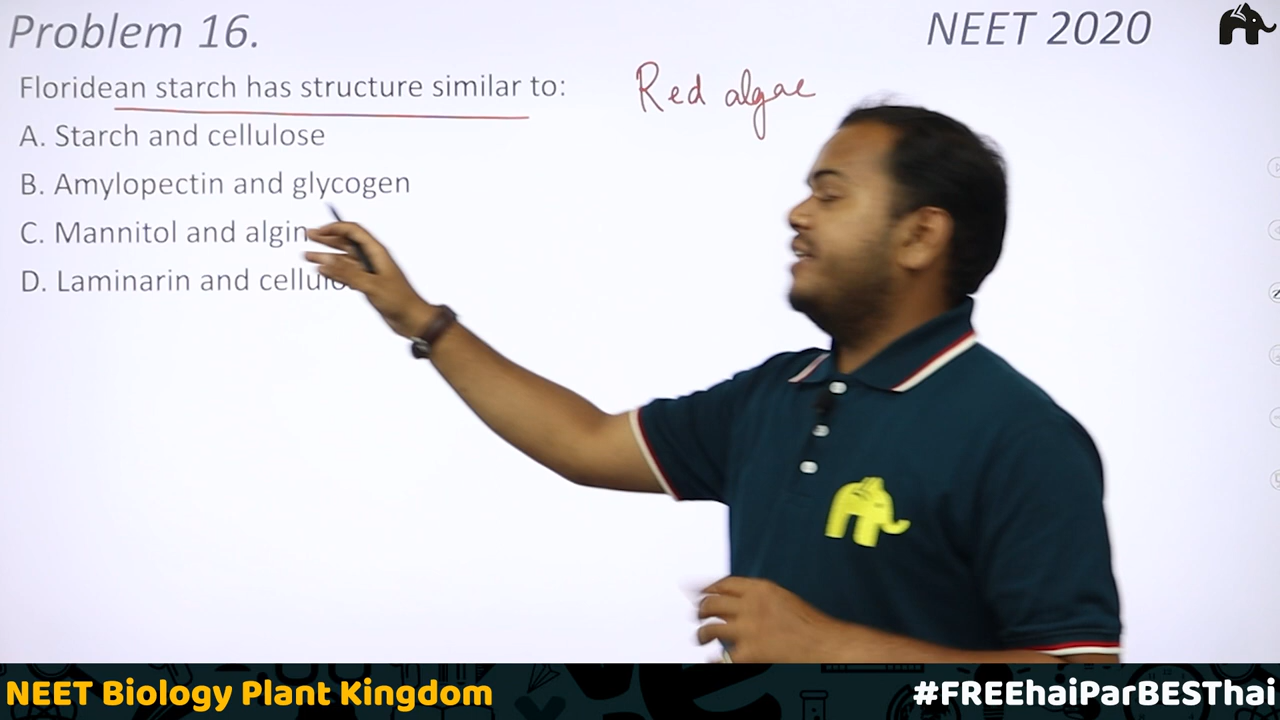 Problem 16.
NEET 2020
Floridean starch has structure similar to:
Red algae
A. Starch and cellulose
B. Amylopectin and glycogen
C. Mannitol and algin
D. Laminarin and
NEET Biology Plant Kingdom
#FREEhaiParBESThai